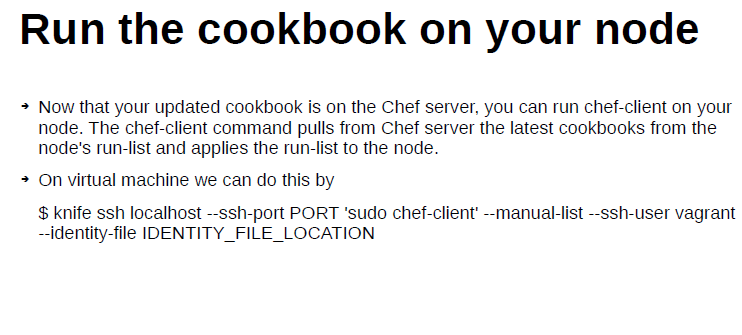 Run the cookbook on your node
➔ Now that your updated cookbook is on the Chef server, you can run chef-client on your
node. The chef-client command pulls from Chef server the latest cookbooks from the
node's run-list and applies the run-list to the node.
➔ On virtual machine we can do this by
$ knife ssh localhost --ssh-port PORT 'sudo chef-client' --manual-list --ssh-user vagrant
--identity-file IDENTITY_FILE_LOCATION